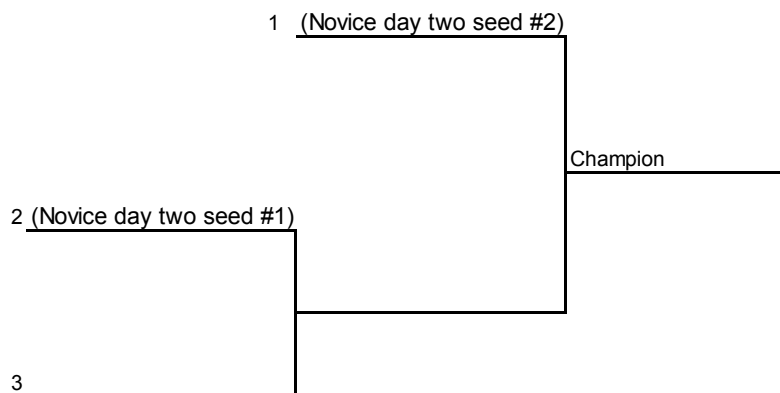 1 (Novice day two seed #2)
Champion
2 (Novice day two seed #1)
3